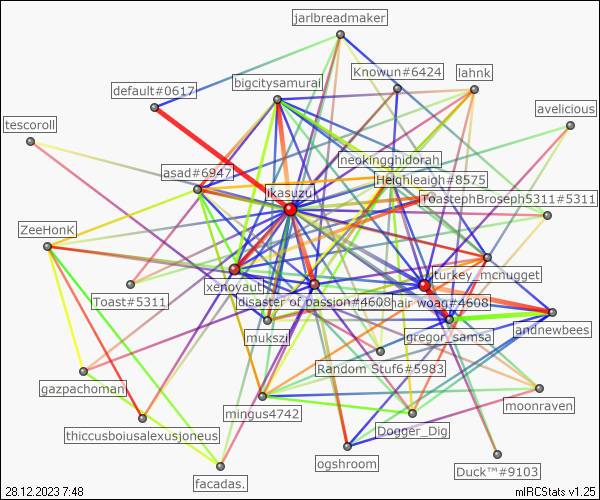 jarlbreadmaker
Knowun#6424
lahnk
bigcitysamurai
default#0617
avelicious
tescoroll
neokingghidorah
asad#6947
Heighleaigh#8575
ikasuzu
ToastephBroseph5311#5311
ZeeHonK
turkey_mcnugget
xenoyaut
Toast#5311
disaster of passion#4608
hair woag#4608
andnewbees
mukszi
gregor_samsa
Random Stuf6#5983
gazpachoman
moonraven
mingus4742
Dogger_Dig
thiccusboiusalexusjoneus
ogshroom
Duck™#9103
facadas.
28.12.2023 7:48
mIRCStats v1.25